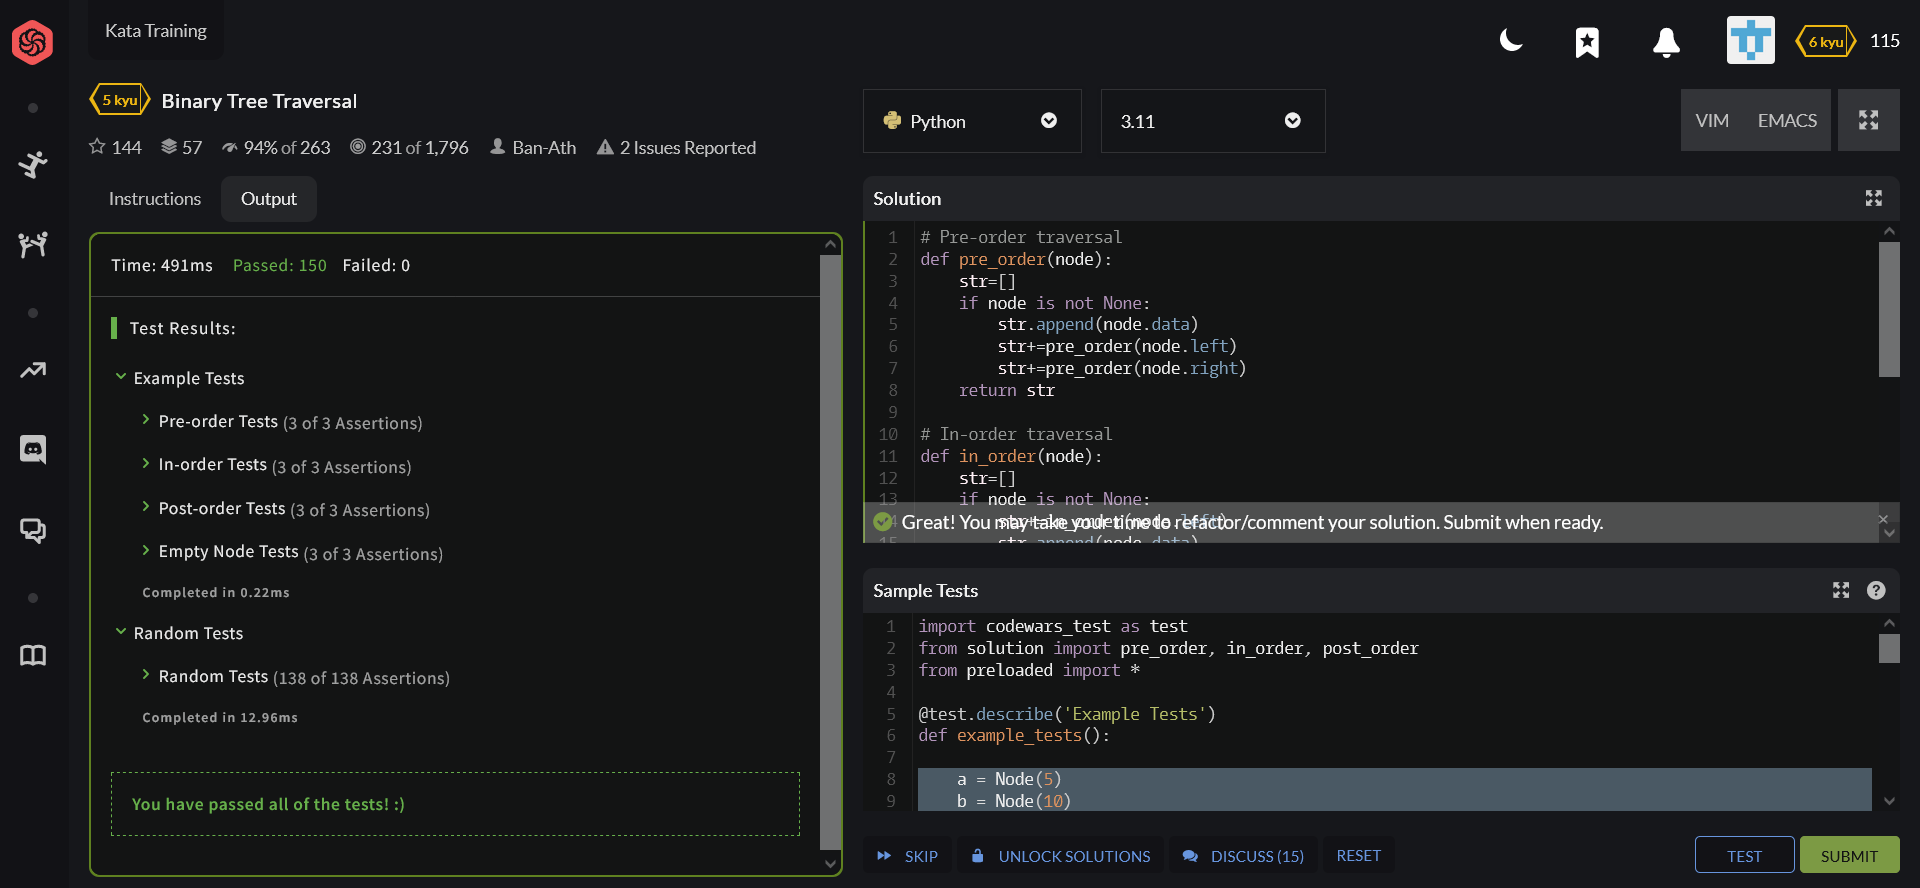 Kata Training
6 kyu
115
5 kyu
Binary Tree Traversal
144
57
94% of 263
231 of 1,796
Ban-Ath
2 Issues Reported
Python
3.11
VIM
EMACS
Instructions
Output
Time: 491ms Passed: 150 Failed: 0
Test Results:
Example Tests
Pre-order Tests (3 of 3 Assertions)
In-order Tests (3 of 3 Assertions)
Post-order Tests (3 of 3 Assertions)
Empty Node Tests (3 of 3 Assertions)
Completed in 0.22ms
Random Tests
Random Tests (138 of 138 Assertions)
Completed in 12.96ms
You have passed all of the tests! :)
Solution
1 # Pre-order traversal
2 def pre_order(node):
3     str=[]
4     if node is not None:
5         str.append(node.data)
6         str+=pre_order(node.left)
7         str+=pre_order(node.right)
8     return str
9
10 # In-order traversal
11 def in_order(node):
12     str=[]
13     if node is not None:
14         str+=in_order(node.left)
15         str.append(node.data)
Great! You may take your time to refactor/comment your solution. Submit when ready.
Sample Tests
1 import codewars_test as test
2 from solution import pre_order, in_order, post_order
3 from preloaded import *
4
5 @test.describe('Example Tests')
6 def example_tests():
7
8     a = Node(5)
9     b = Node(10)
SKIP
UNLOCK SOLUTIONS
DISCUSS (15)
RESET
TEST
SUBMIT